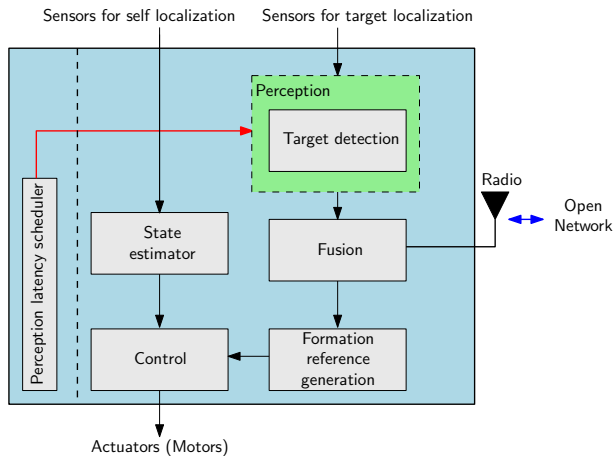 Sensors for self localization
Sensors for target localization
Perception
Target detection
Perception latency scheduler
State
estimator
Fusion
Radio
Open
Network
Control
Formation
reference
generation
Actuators (Motors)